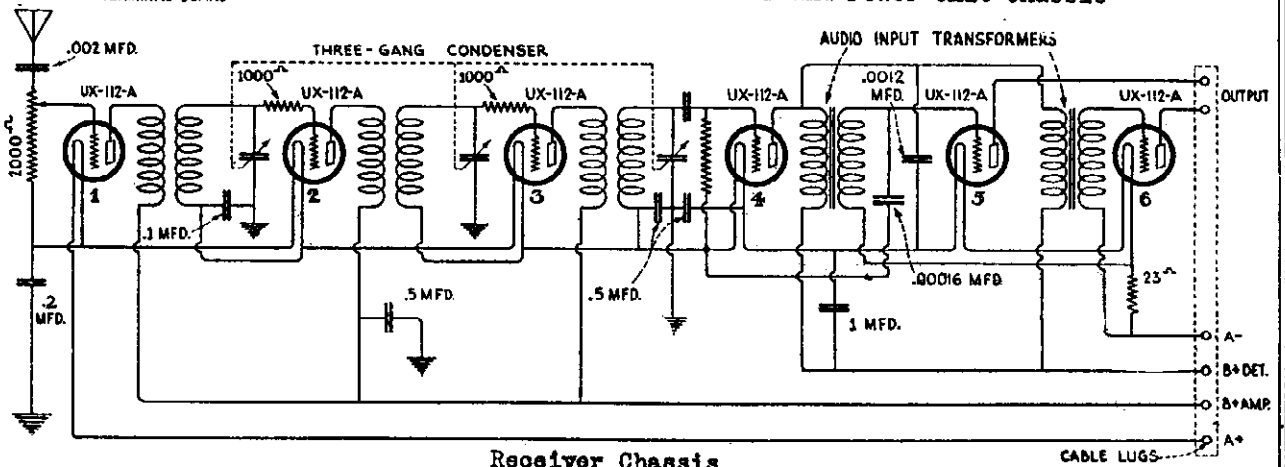 .002 MFD.
THREE-GANG CONDENSER
AUDIO INPUT TRANSFORMERS
UX-112-A
1000Ω
UX-112-A
1000Ω
UX-112-A
UX-112-A
.0012 MFD.
UX-112-A
UX-112-A
OUTPUT
2000Ω
1
2
3
4
5
6
.1 MFD.
.2 MFD.
.5 MFD.
.5 MFD.
.00016 MFD
1 MFD.
23Ω
A-
B+ DET.
B+ AMP.
A+
CABLE LUGS
Receiver Chassis